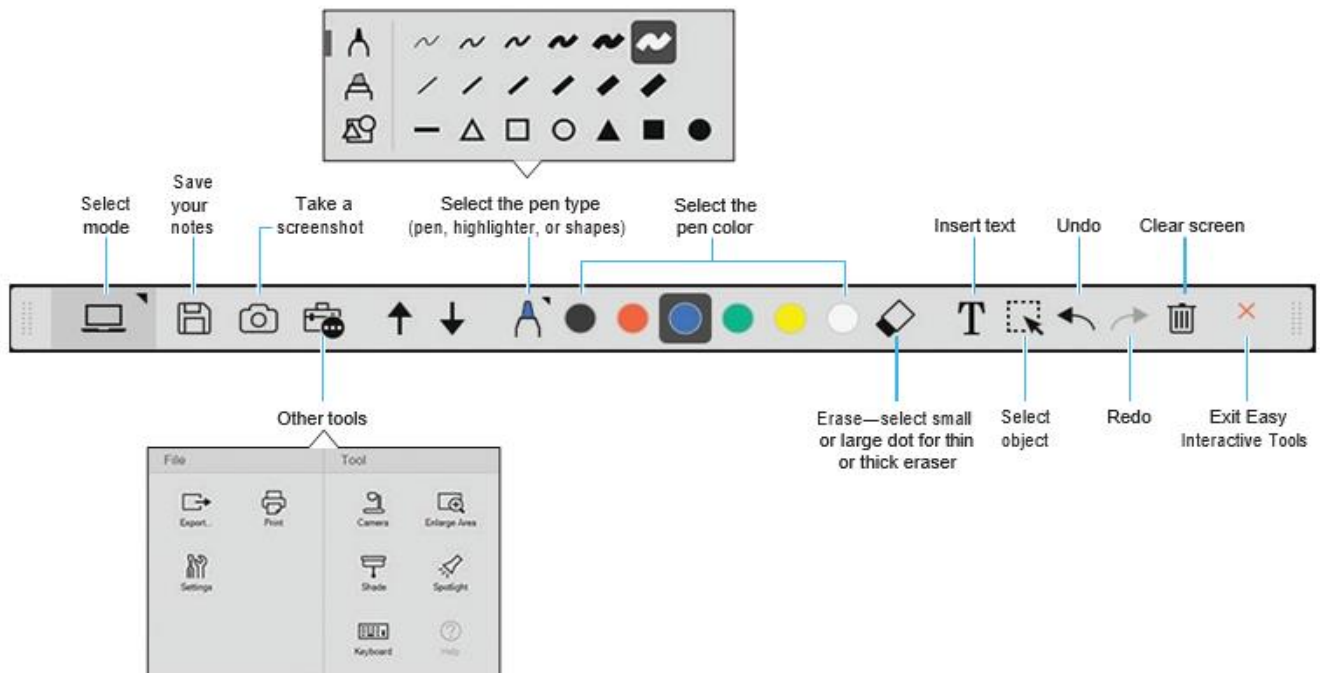 Save
your
notes
Select
mode
Take a
screenshot
Select the pen type
(pen, highlighter, or shapes)
Select the
pen color
Insert text
Undo
Clear screen
T
Other tools
Erase—select small
or large dot for thin
or thick eraser
Select
object
Redo
Exit Easy
Interactive Tools
File
Tool
Export...
Print
Camera
Enlarge Area
Settings
Shade
Spotlight
Keyboard
Help